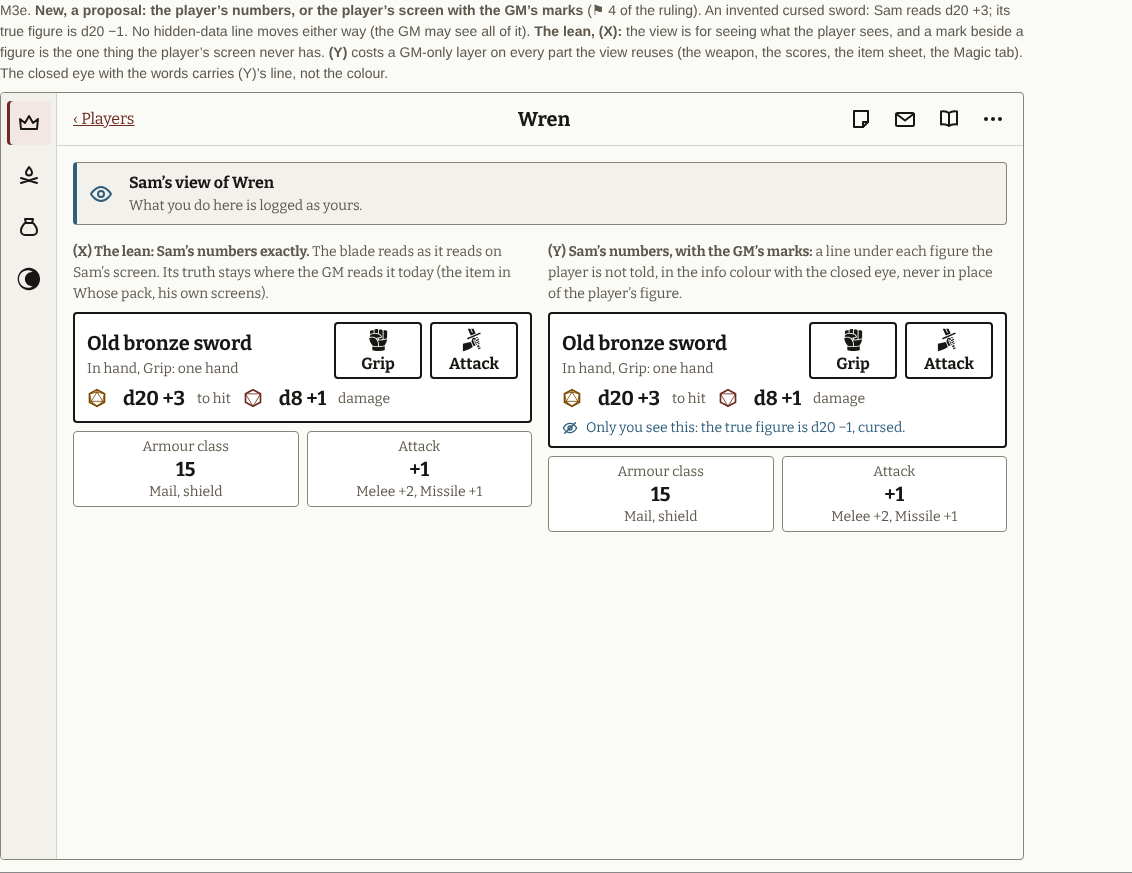 M3e. New, a proposal: the player's numbers, or the player's screen with the GM's marks (⚑ 4 of the ruling). An invented cursed sword: Sam reads d20 +3; its
true figure is d20 −1. No hidden-data line moves either way (the GM may see all of it). The lean, (X): the view is for seeing what the player sees, and a mark beside a
figure is the one thing the player's screen never has. (Y) costs a GM-only layer on every part the view reuses (the weapon, the scores, the item sheet, the Magic tab).
The closed eye with the words carries (Y)'s line, not the colour.
‹ Players
Wren
Sam's view of Wren
What you do here is logged as yours.
(X) The lean: Sam's numbers exactly. The blade reads as it reads on
Sam's screen. Its truth stays where the GM reads it today (the item in
Whose pack, his own screens).
Old bronze sword
In hand, Grip: one hand
Grip
Attack
d20 +3 to hit d8 +1 damage
Armour class
15
Mail, shield
Attack
+1
Melee +2, Missile +1
(Y) Sam's numbers, with the GM's marks: a line under each figure the
player is not told, in the info colour with the closed eye, never in place
of the player's figure.
Old bronze sword
In hand, Grip: one hand
Grip
Attack
d20 +3 to hit d8 +1 damage
Only you see this: the true figure is d20 −1, cursed.
Armour class
15
Mail, shield
Attack
+1
Melee +2, Missile +1